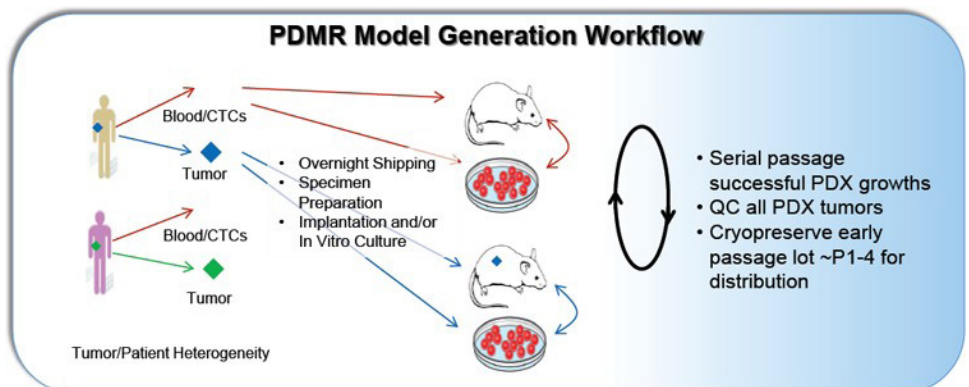 PDMR Model Generation Workflow
Blood/CTCs
Tumor
• Overnight Shipping
• Specimen
Preparation
• Implantation and/or
In Vitro Culture
Blood/CTCs
Tumor
Tumor/Patient Heterogeneity
• Serial passage
successful PDX growths
• QC all PDX tumors
• Cryopreserve early
passage lot ~P1-4 for
distribution